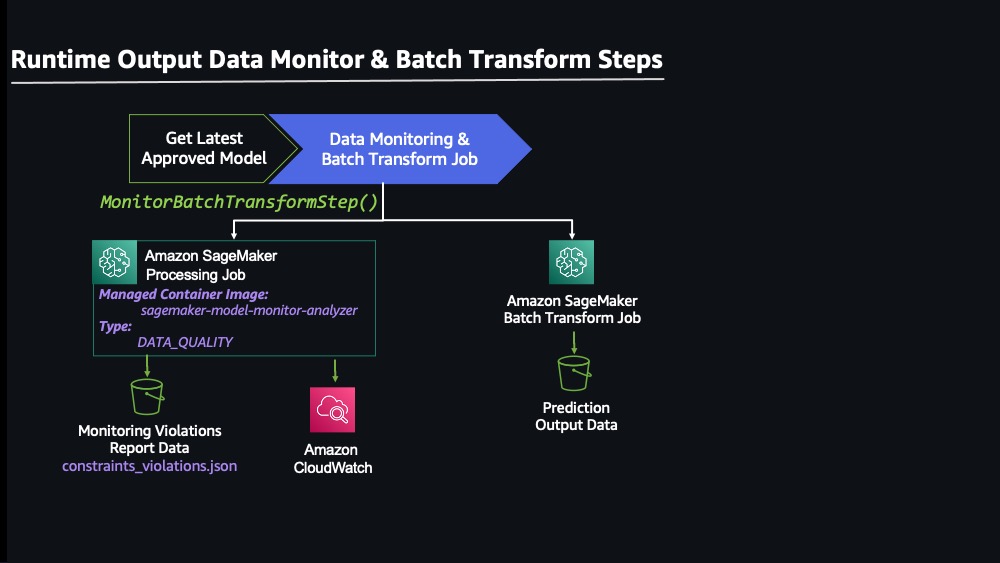 Runtime Output Data Monitor & Batch Transform Steps
Get Latest
Approved Model
Data Monitoring &
Batch Transform Job
MonitorBatchTransformStep()
Amazon SageMaker
Processing Job
Managed Container Image:
sagemaker-model-monitor-analyzer
Type:
DATA_QUALITY
Amazon SageMaker
Batch Transform Job
Monitoring Violations
Report Data
constraints_violations.json
Amazon
CloudWatch
Prediction
Output Data